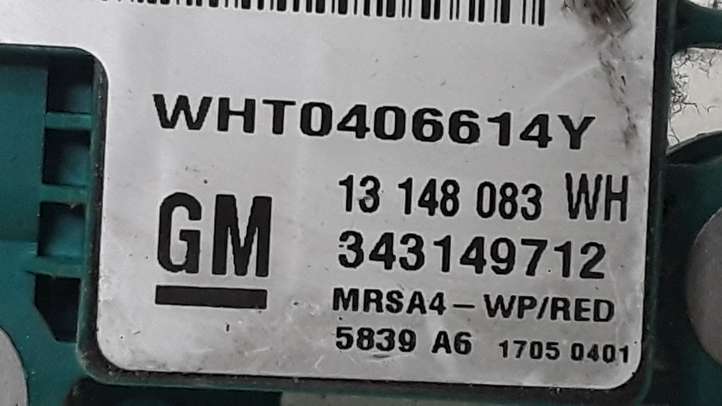 WHT0406614Y
13 148 083 WH
GM
343149712
MRSA4-WP/RED
5839 A6 1705 0401